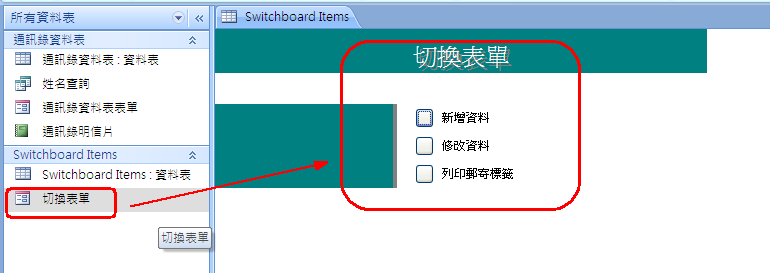 所有資料表
通訊錄資料表
通訊錄資料表 : 資料表
姓名查詢
通訊錄資料表表單
通訊錄明信片
Switchboard Items
Switchboard Items : 資料表
切換表單
切換表單
Switchboard Items
切換表單
新增資料
修改資料
列印郵寄標籤